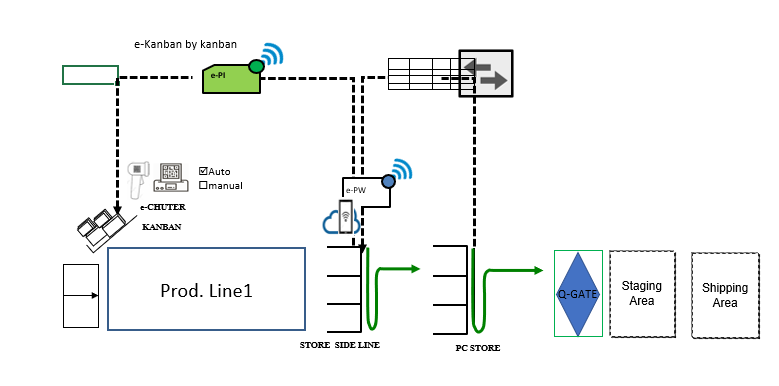 e-Kanban by kanban
e-PI
Auto
manual
e-PW
e-CHUTER
KANBAN
Prod. Line1
Q-GATE
Staging
Area
Shipping
Area
STORE SIDE LINE
PC STORE